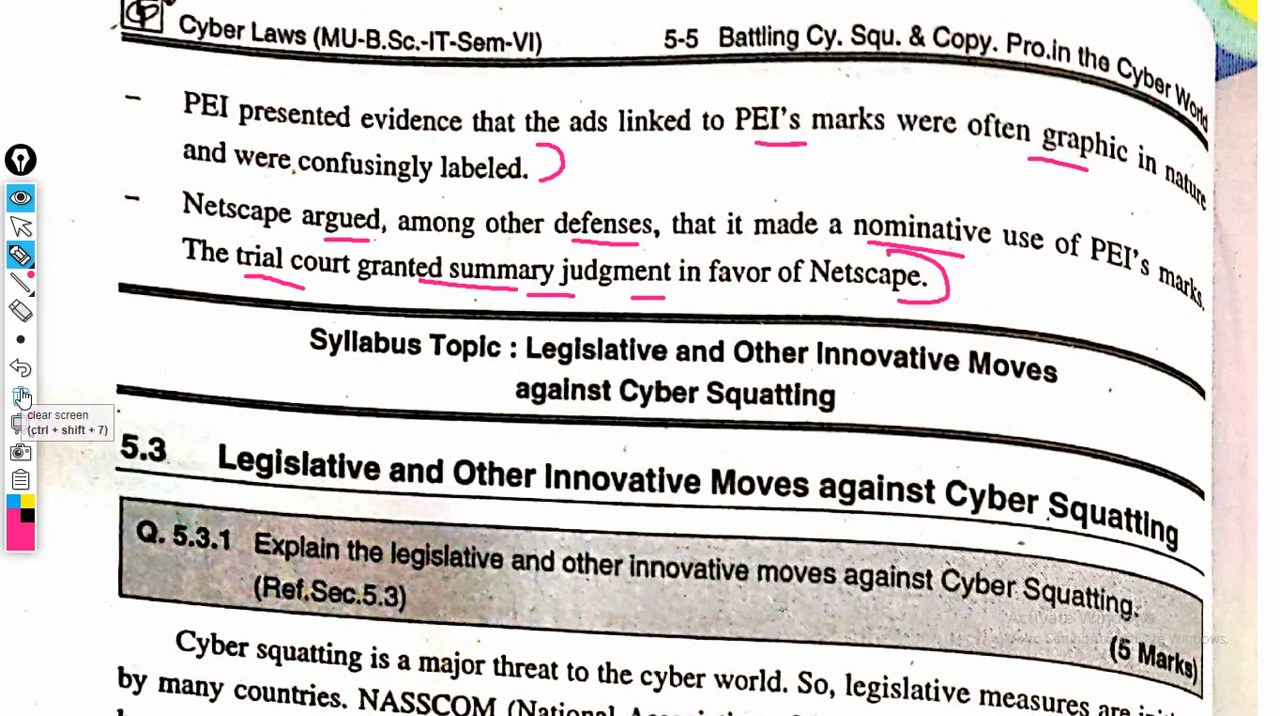 Cyber Laws (MU-B.Sc.-IT-Sem-VI) 5-5 Battling Cy. Squ. & Copy. Pro.in the Cyber World
– PEI presented evidence that the ads linked to PEI's marks were often graphic in nature
and were confusingly labeled.
– Netscape argued, among other defenses, that it made a nominative use of PEI's marks.
The trial court granted summary judgment in favor of Netscape.
Syllabus Topic : Legislative and Other Innovative Moves
against Cyber Squatting
clear screen
(ctrl + shift + 7)
5.3 Legislative and Other Innovative Moves against Cyber Squatting
Q. 5.3.1 Explain the legislative and other innovative moves against Cyber Squatting.
(Ref.Sec.5.3)
Activate Windows
(5 Marks)
Cyber squatting is a major threat to the cyber world. So, legislative measures are
by many countries. NASSCOM (National